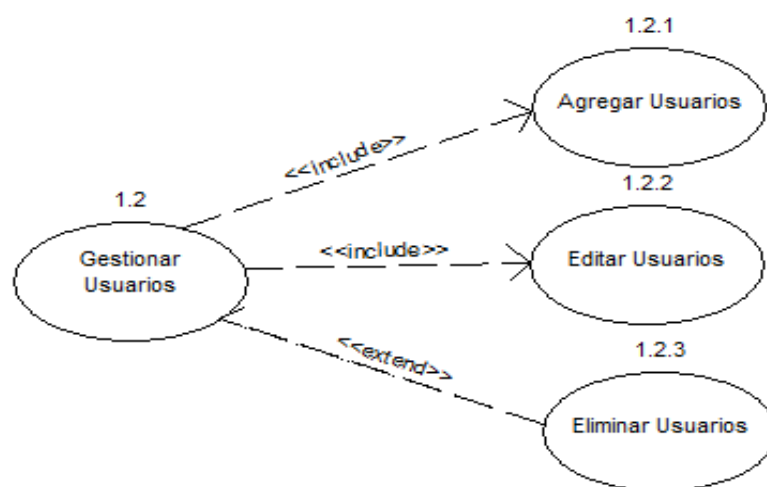 1.2.1
Agregar Usuarios
<<include>>
1.2
Gestionar
Usuarios
1.2.2
<<include>>
Editar Usuarios
1.2.3
<<extend>>
Eliminar Usuarios